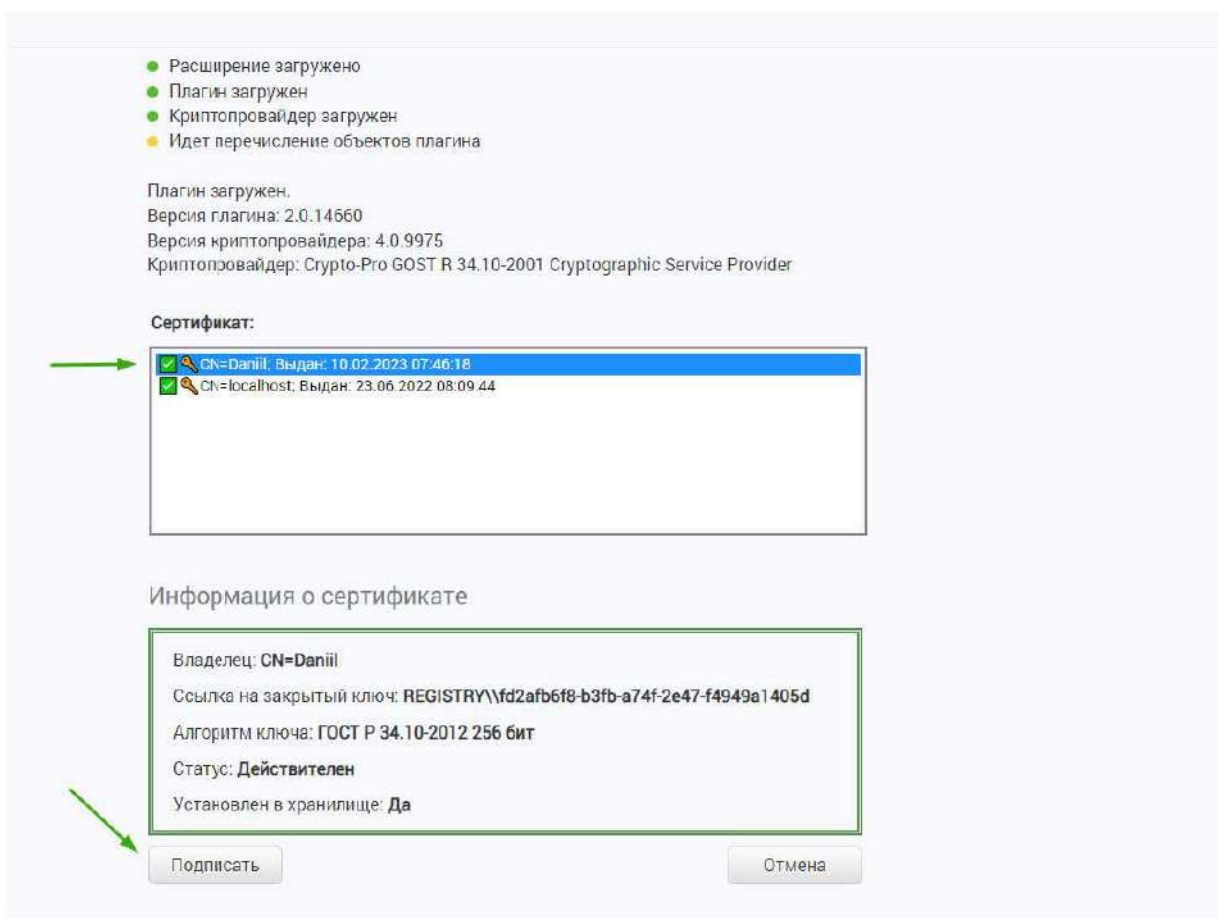 Расширение загружено
Плагин загружен
Криптопровайдер загружен
Идет перечисление объектов плагина
Плагин загружен.
Версия плагина: 2.0.14660
Версия криптопровайдера: 4.0.9975
Криптопровайдер: Crypto-Pro GOST R 34.10-2001 Cryptographic Service Provider
Сертификат:
CN=Daniil; Выдан: 10.02.2023 07:46:18
CN=localhost; Выдан: 23.06.2022 08:09:44
Информация о сертификате
Владелец: CN=Daniil
Ссылка на закрытый ключ: REGISTRY\\fd2afb6f8-b3fb-a74f-2e47-f4949a1405d
Алгоритм ключа: ГОСТ Р 34.10-2012 256 бит
Статус: Действителен
Установлен в хранилище: Да
Подписать
Отмена